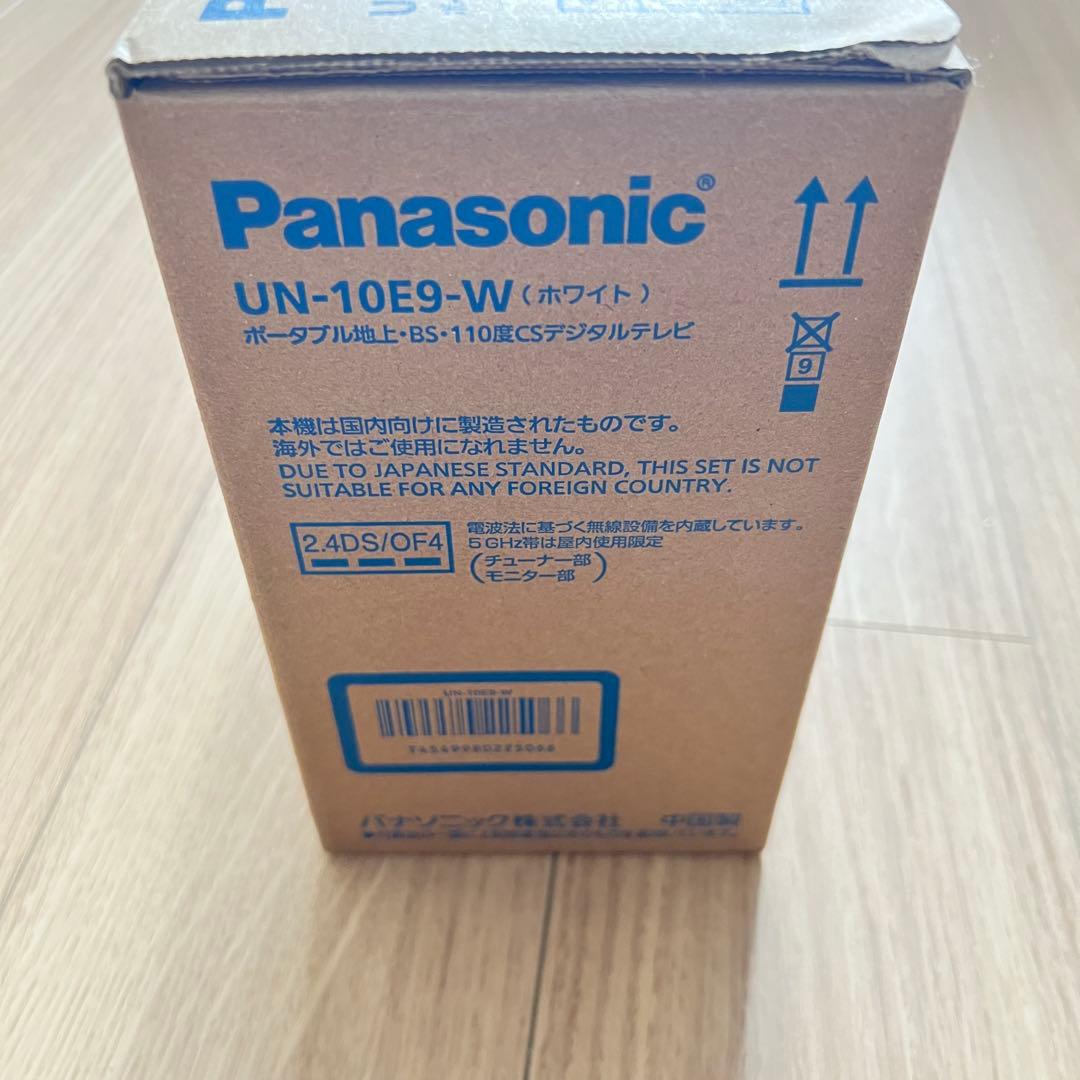 Panasonic®
UN-10E9-W（ホワイト）
ポータブル地上・BS・110度CSデジタルテレビ
9
本機は国内向けに製造されたものです。
海外ではご使用になれません。
DUE TO JAPANESE STANDARD, THIS SET IS NOT
SUITABLE FOR ANY FOREIGN COUNTRY.
2.4DS/OF4
電波法に基づく無線設備を内蔵しています。
5GHz帯は屋内使用限定
（チューナー部
モニター部）
UN-10E9-W
パナソニック株式会社